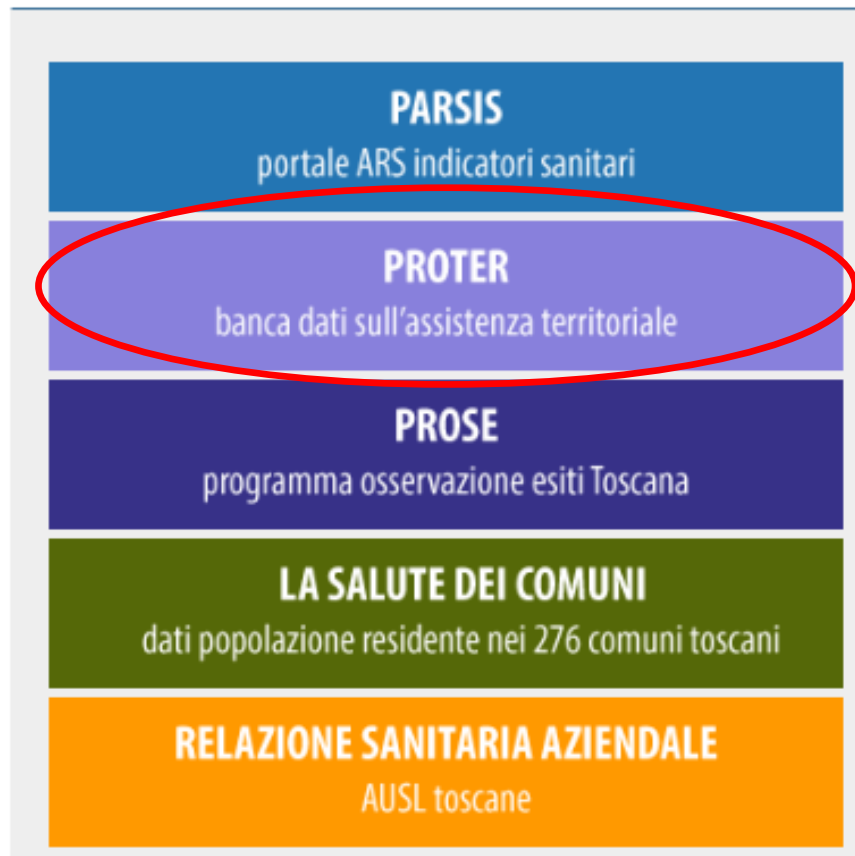 PARSIS
portale ARS indicatori sanitari
PROTER
banca dati sull'assistenza territoriale
PROSE
programma osservazione esiti Toscana
LA SALUTE DEI COMUNI
dati popolazione residente nei 276 comuni toscani
RELAZIONE SANITARIA AZIENDALE
AUSL toscane